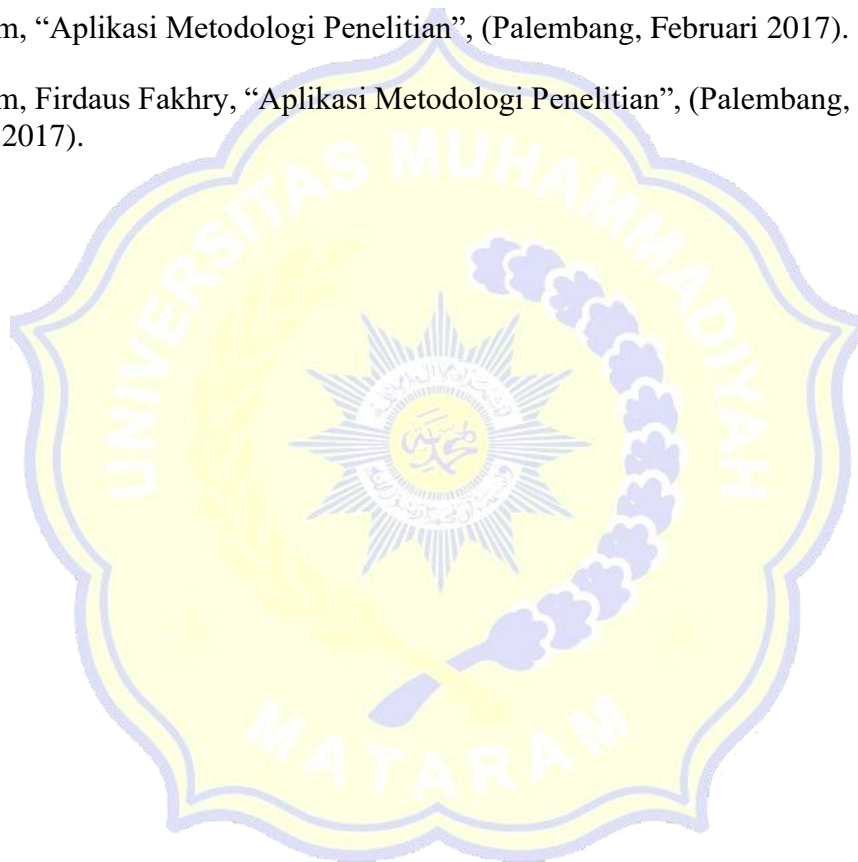 m, “Aplikasi Metodologi Penelitian”, (Palembang, Februari 2017).
m, Firdaus Fakhry, “Aplikasi Metodologi Penelitian”, (Palembang,
2017).
UNIVERSITAS MUHAMMADIYAH
MATARAM